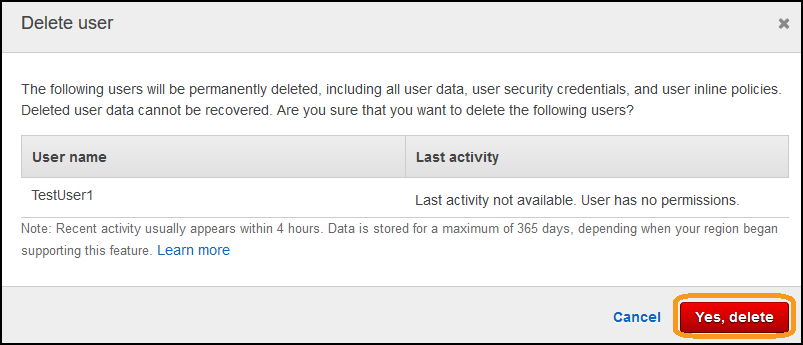 Delete user
The following users will be permanently deleted, including all user data, user security credentials, and user inline policies.
Deleted user data cannot be recovered. Are you sure that you want to delete the following users?
User name
Last activity
TestUser1
Last activity not available. User has no permissions.
Note: Recent activity usually appears within 4 hours. Data is stored for a maximum of 365 days, depending when your region began
supporting this feature. Learn more
Cancel
Yes, delete